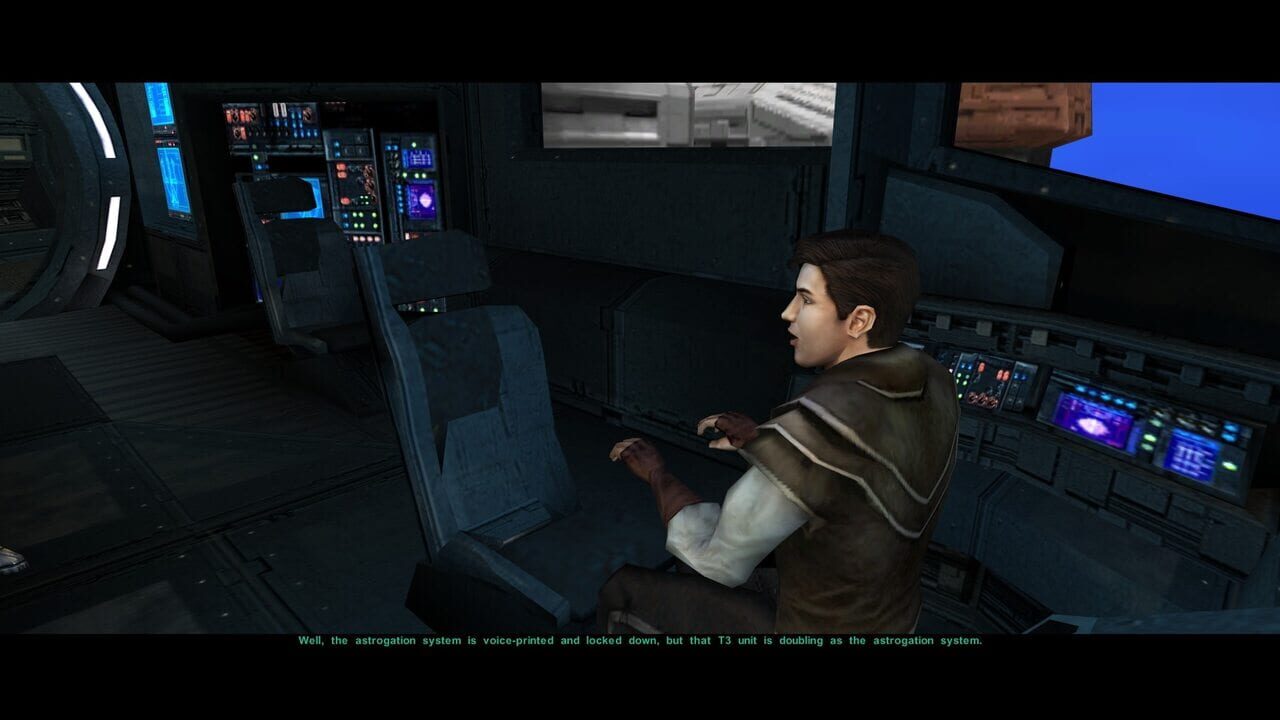 Well, the astrogation system is voice-printed and locked down, but that T3 unit is doubling as the astrogation system.